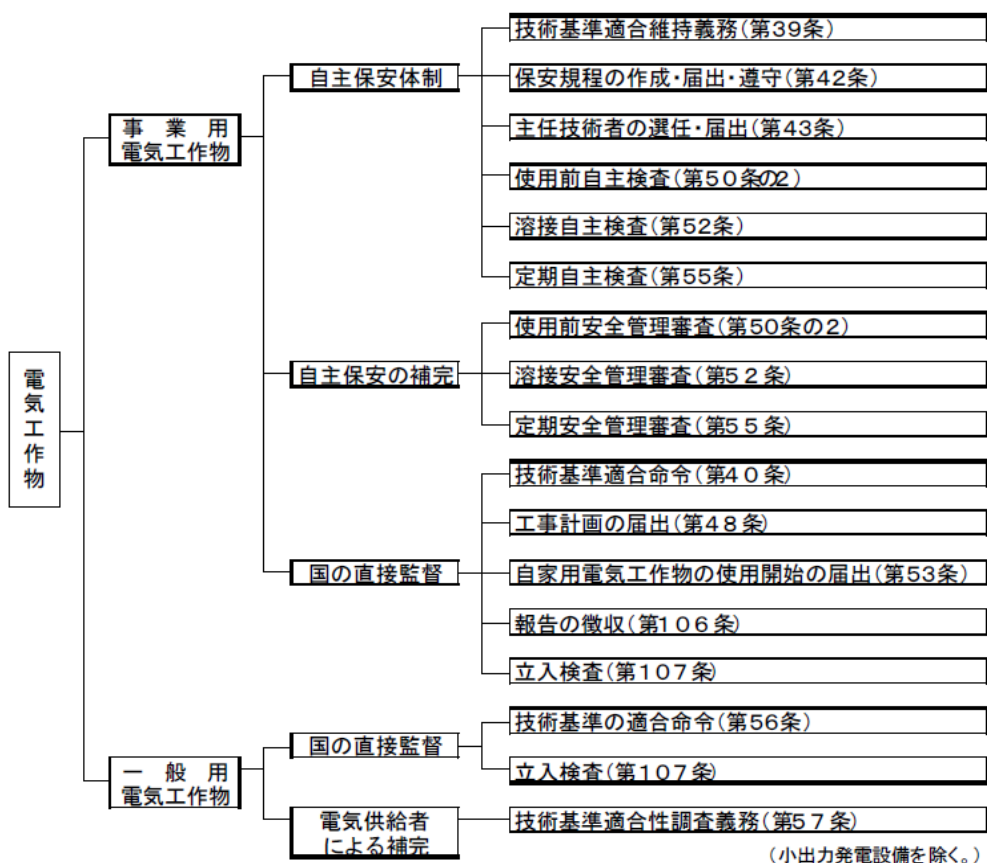 電気工作物
事業用
電気工作物
自主保安体制
技術基準適合維持義務(第39条)
保安規程の作成・届出・遵守(第42条)
主任技術者の選任・届出(第43条)
使用前自主検査(第50条の2)
溶接自主検査(第52条)
定期自主検査(第55条)
自主保安の補完
使用前安全管理審査(第50条の2)
溶接安全管理審査(第52条)
定期安全管理審査(第55条)
国の直接監督
技術基準適合命令(第40条)
工事計画の届出(第48条)
自家用電気工作物の使用開始の届出(第53条)
報告の徴収(第106条)
立入検査(第107条)
一般用
電気工作物
国の直接監督
技術基準の適合命令(第56条)
立入検査(第107条)
電気供給者
による補完
技術基準適合性調査義務(第57条)
(小出力発電設備を除く。)